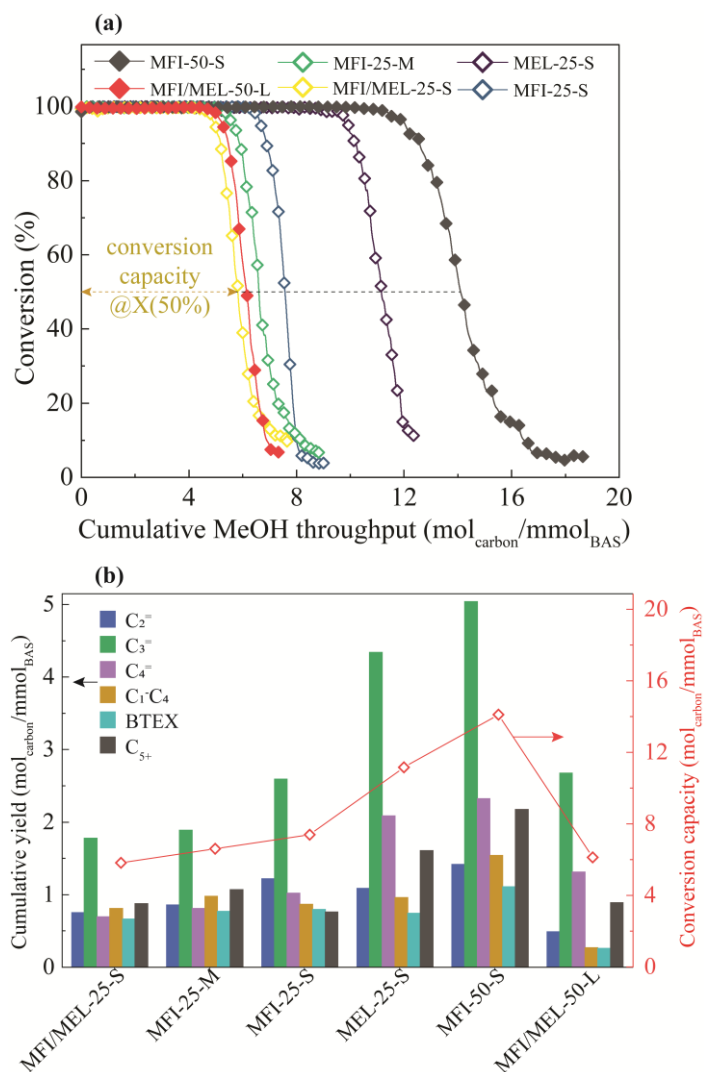 (a)
MFI-50-S MFI-25-M MEL-25-S
MFI/MEL-50-L MFI/MEL-25-S MFI-25-S
100
80
60
40
20
0
Conversion (%)
conversion
capacity
@X(50%)
0 4 8 12 16 20
Cumulative MeOH throughput (mol_carbon/mmol_BAS)
(b)
5
4
3
2
1
0
Cumulative yield (mol_carbon/mmol_BAS)
C₂⁼
C₃⁼
C₄⁼
C₁-C₄
BTEX
C₅₊
20
16
12
8
4
0
Conversion capacity (mol_carbon/mmol_BAS)
MFI/MEL-25-S
MFI-25-M
MFI-25-S
MEL-25-S
MFI-50-S
MFI/MEL-50-L